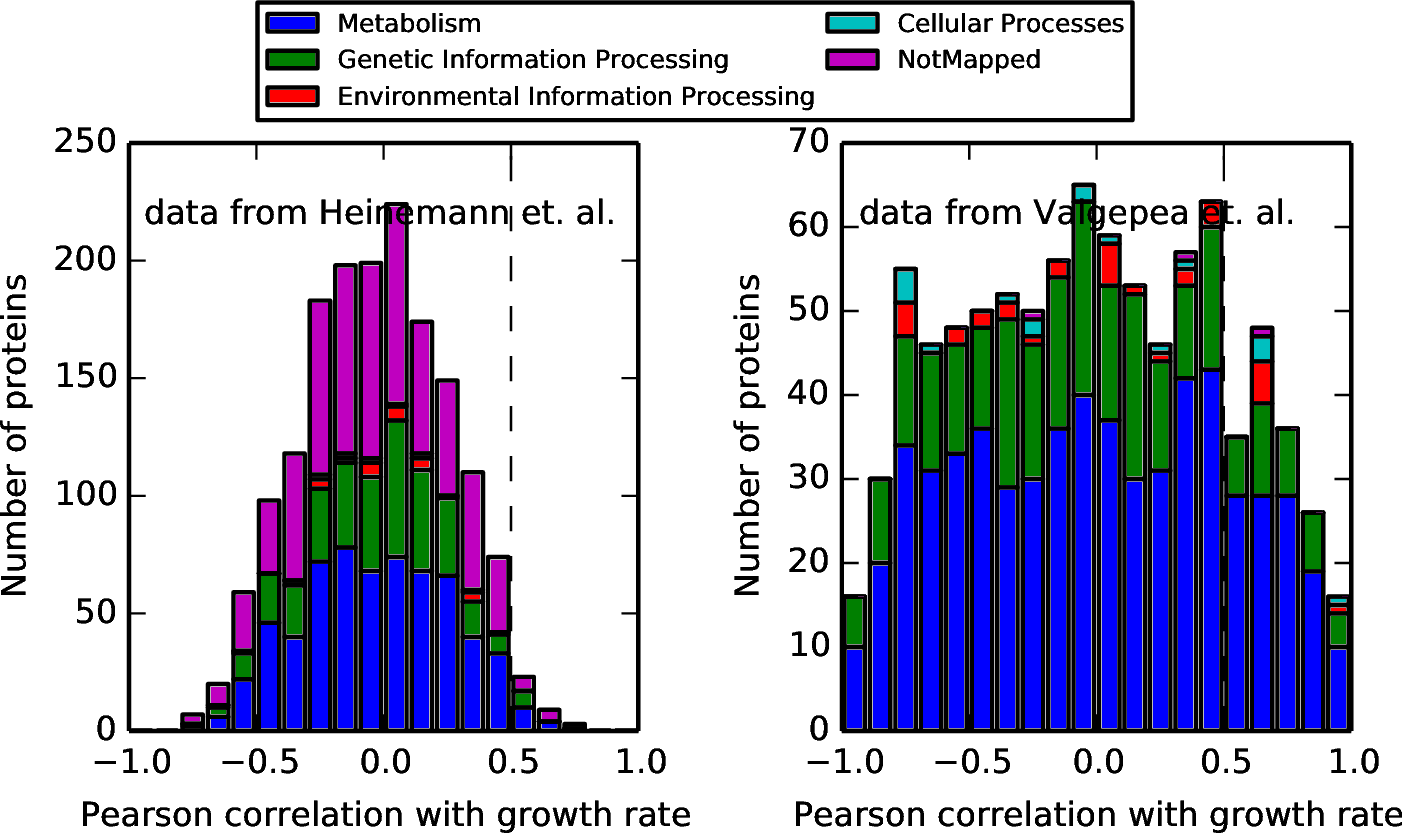 Metabolism
Genetic Information Processing
Environmental Information Processing
Cellular Processes
NotMapped
data from Heinemann et. al.
250
200
150
100
50
0
−1.0 −0.5 0.0 0.5 1.0
Number of proteins
Pearson correlation with growth rate
data from Valgepea et. al.
70
60
50
40
30
20
10
0
−1.0 −0.5 0.0 0.5 1.0
Number of proteins
Pearson correlation with growth rate